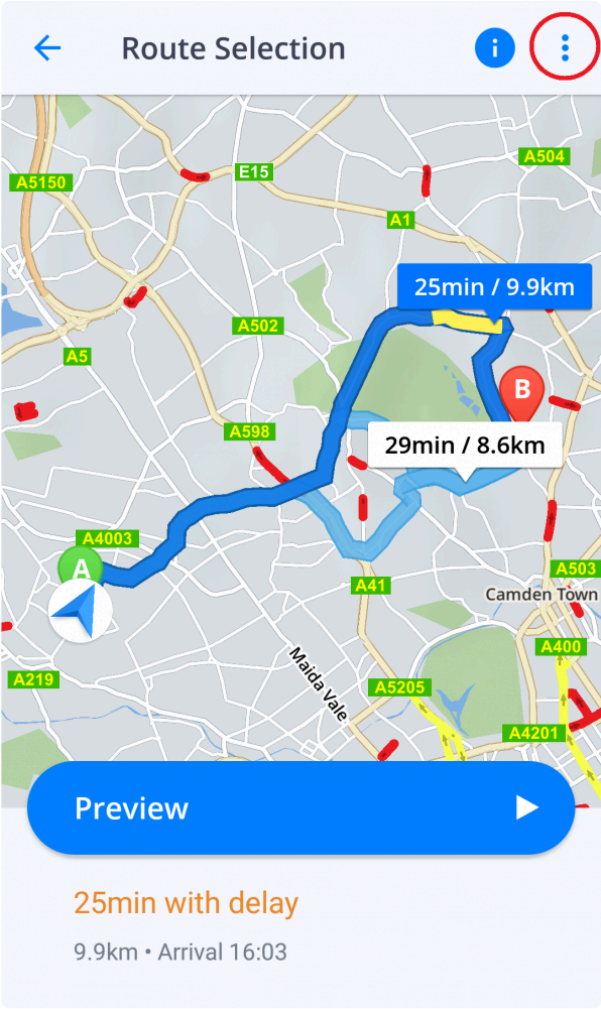 Route Selection
i
A504
A5150
E15
A1
25min / 9.9km
A502
A5
B
A598
29min / 8.6km
A4003
A
A503
A41
Camden Town
A400
Maida Vale
A219
A5205
A4201
Preview
25min with delay
9.9km • Arrival 16:03